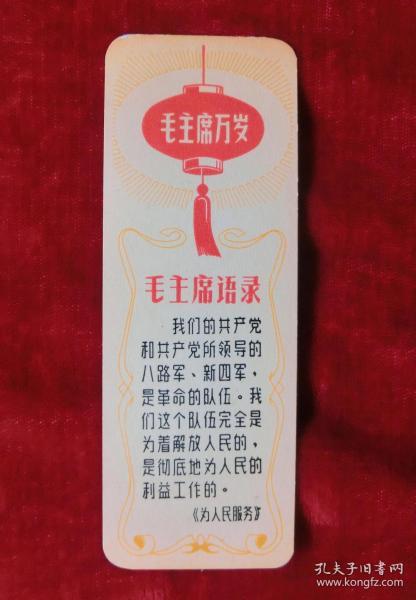 毛主席万岁
毛主席语录
我们的共产党
和共产党所领导的
八路军、新四军，
是革命的队伍。我
们这个队伍完全是
为着解放人民的，
是彻底地为人民的
利益工作的。
《为人民服务》
孔夫子旧书网
www.kongfz.com